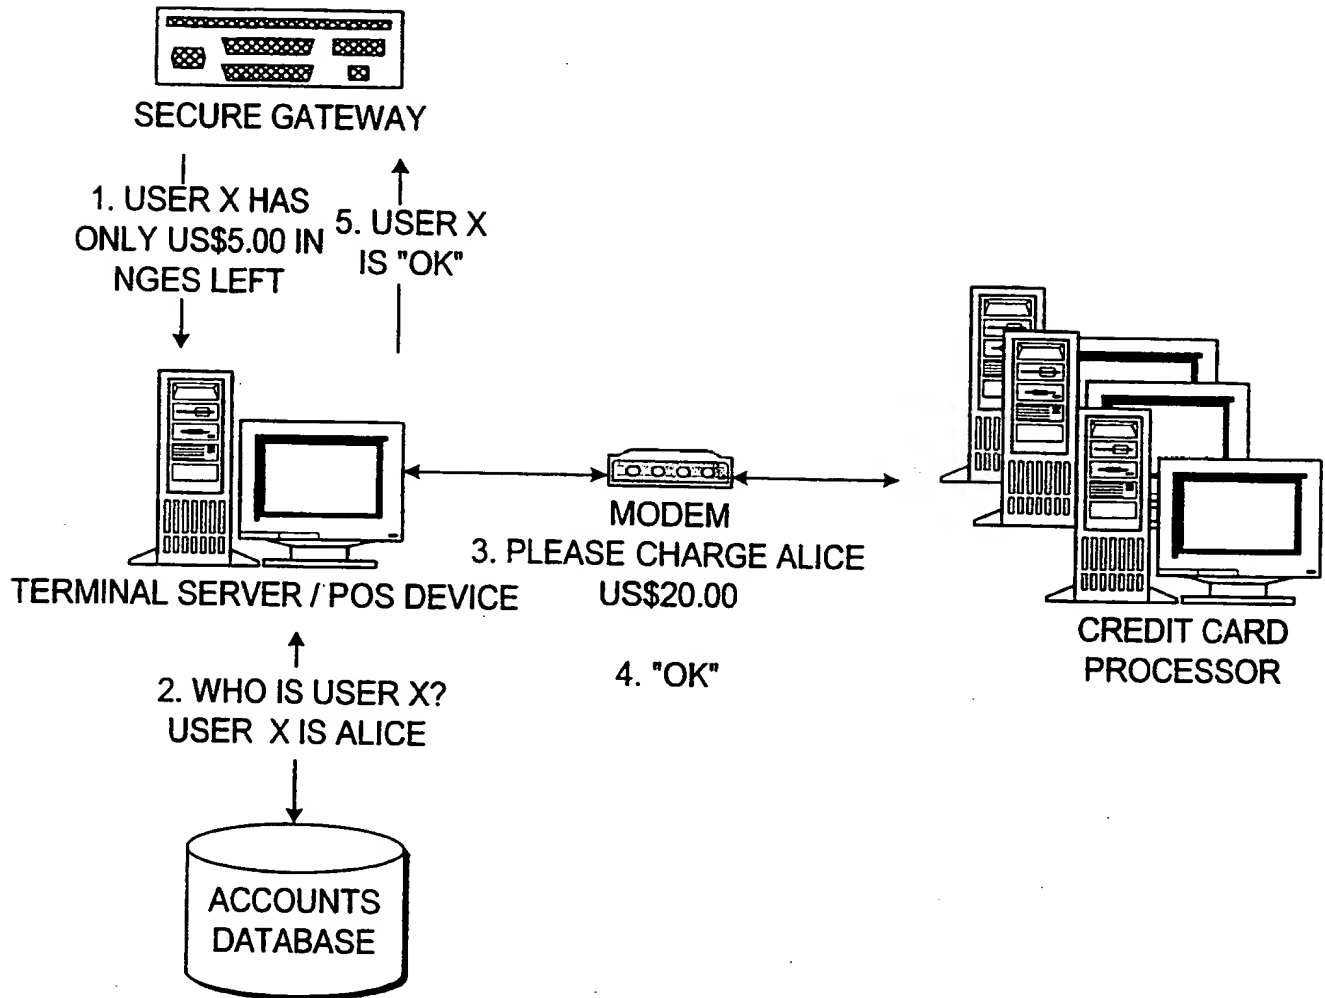 SECURE GATEWAY
1. USER X HAS
ONLY US$5.00 IN
NGES LEFT
5. USER X
IS "OK"
TERMINAL SERVER / POS DEVICE
MODEM
3. PLEASE CHARGE ALICE
US$20.00
4. "OK"
CREDIT CARD
PROCESSOR
2. WHO IS USER X?
USER X IS ALICE
ACCOUNTS
DATABASE